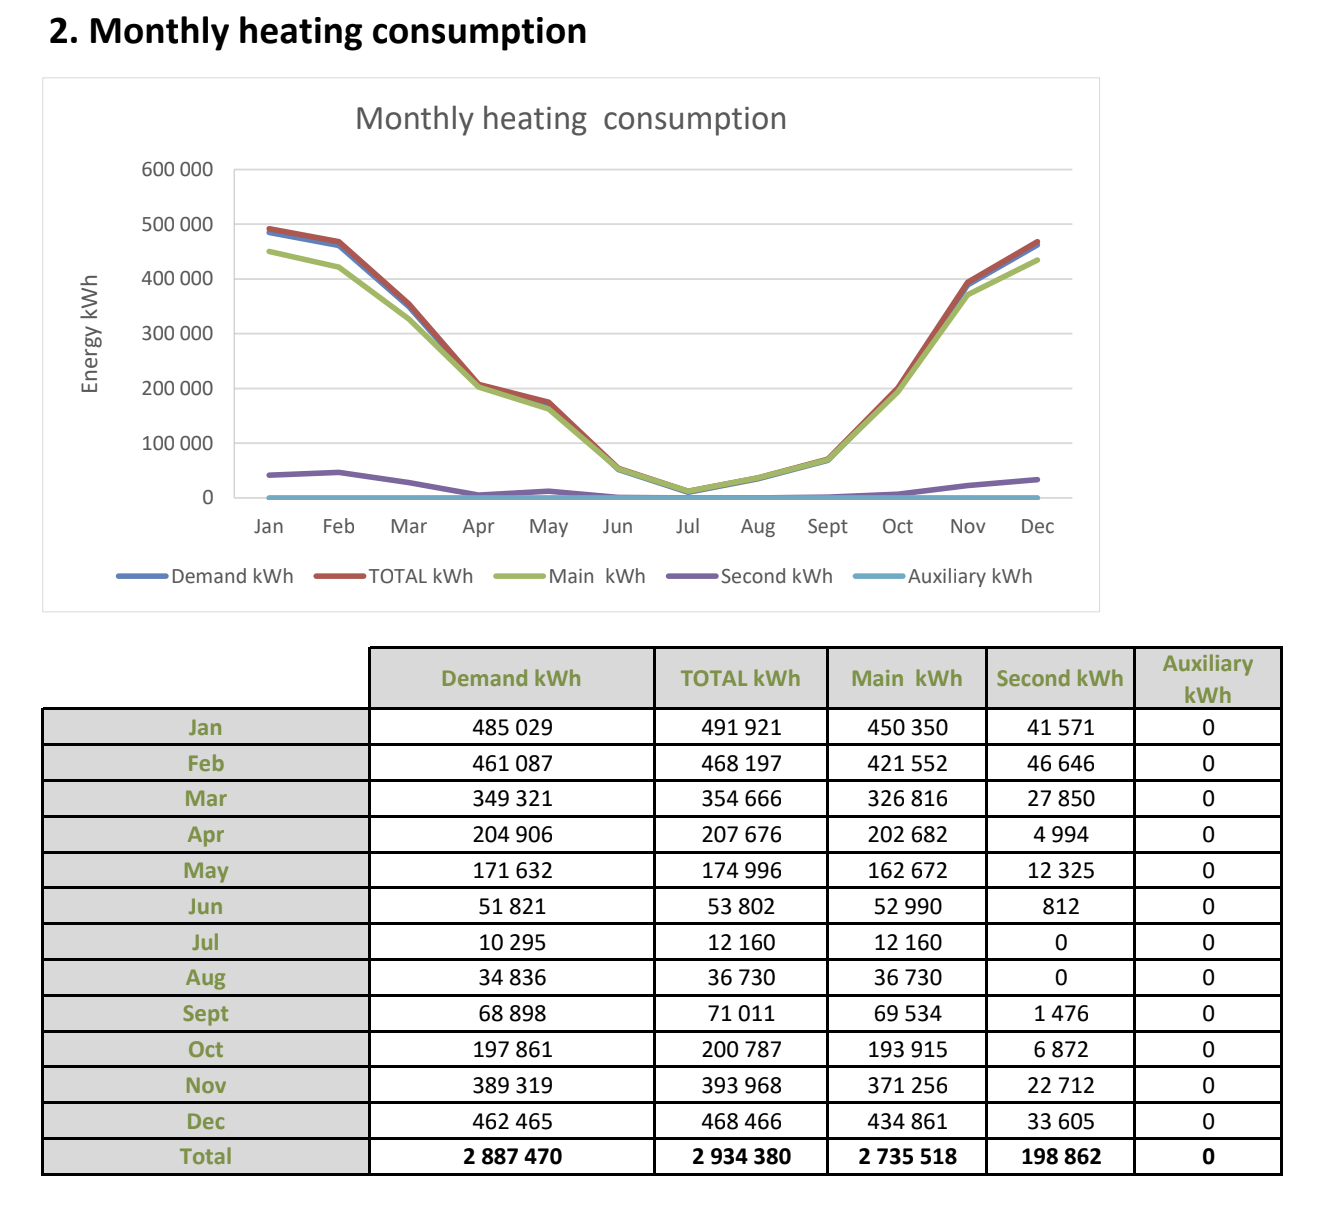 2. Monthly heating consumption
Monthly heating  consumption
600 000
500 000
400 000
300 000
200 000
100 000
0
Energy kWh
Jan Feb Mar Apr May Jun Jul Aug Sept Oct Nov Dec
Demand kWh TOTAL kWh Main  kWh Second kWh Auxiliary kWh
Demand kWh TOTAL kWh Main  kWh Second kWh Auxiliary kWh
Jan 485 029 491 921 450 350 41 571 0
Feb 461 087 468 197 421 552 46 646 0
Mar 349 321 354 666 326 816 27 850 0
Apr 204 906 207 676 202 682 4 994 0
May 171 632 174 996 162 672 12 325 0
Jun 51 821 53 802 52 990 812 0
Jul 10 295 12 160 12 160 0 0
Aug 34 836 36 730 36 730 0 0
Sept 68 898 71 011 69 534 1 476 0
Oct 197 861 200 787 193 915 6 872 0
Nov 389 319 393 968 371 256 22 712 0
Dec 462 465 468 466 434 861 33 605 0
Total 2 887 470 2 934 380 2 735 518 198 862 0